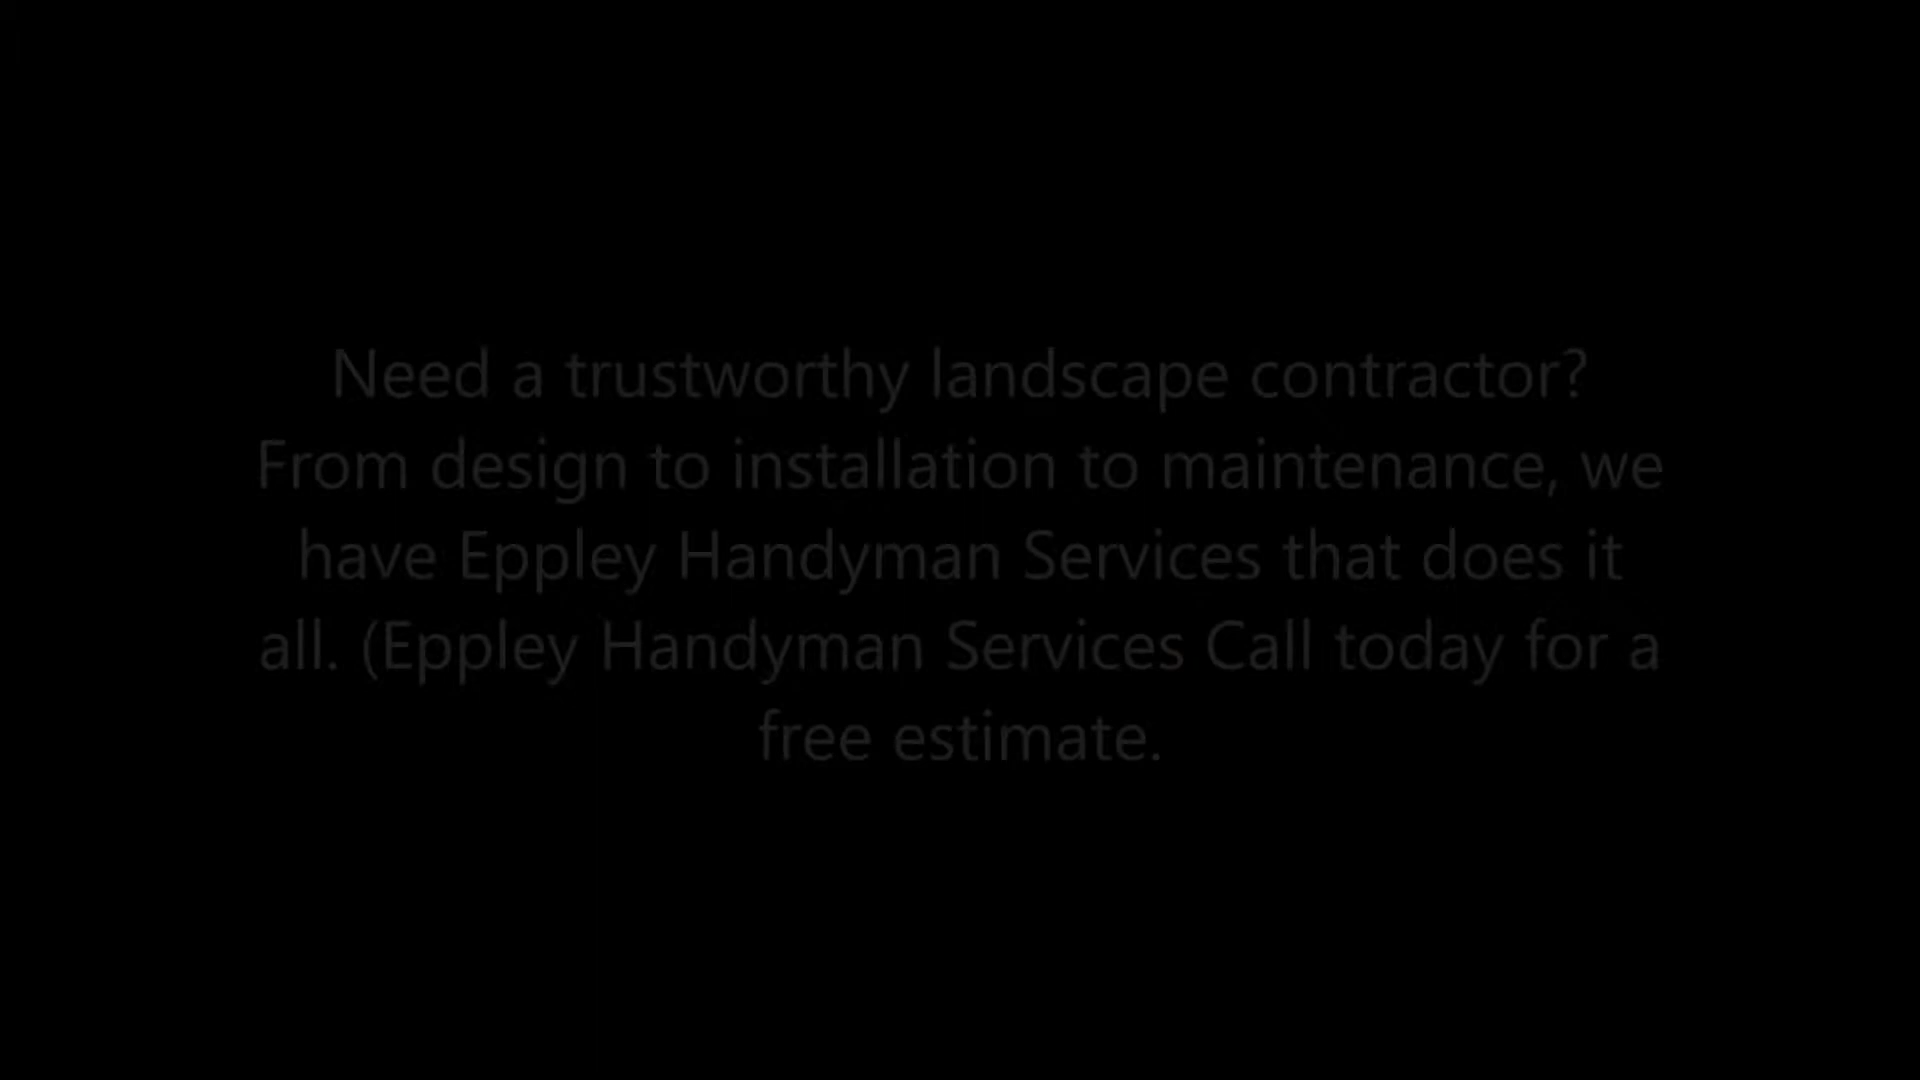 Need a trustworthy landscape contractor?
From design to installation to maintenance, we
have Eppley Handyman Services that does it
all. (Eppley Handyman Services Call today for a
free estimate.